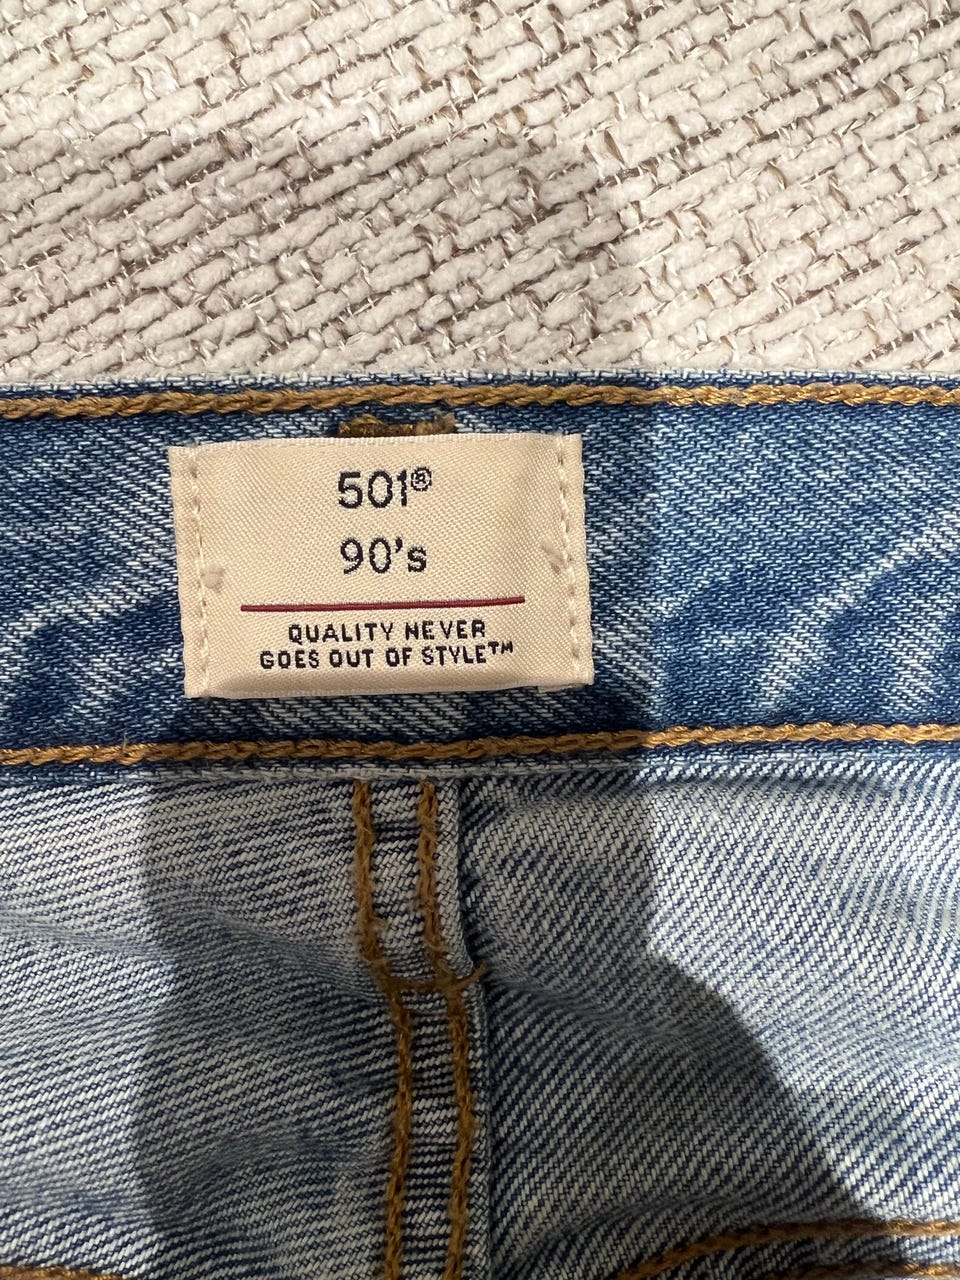 501®
90's
QUALITY NEVER
GOES OUT OF STYLE™